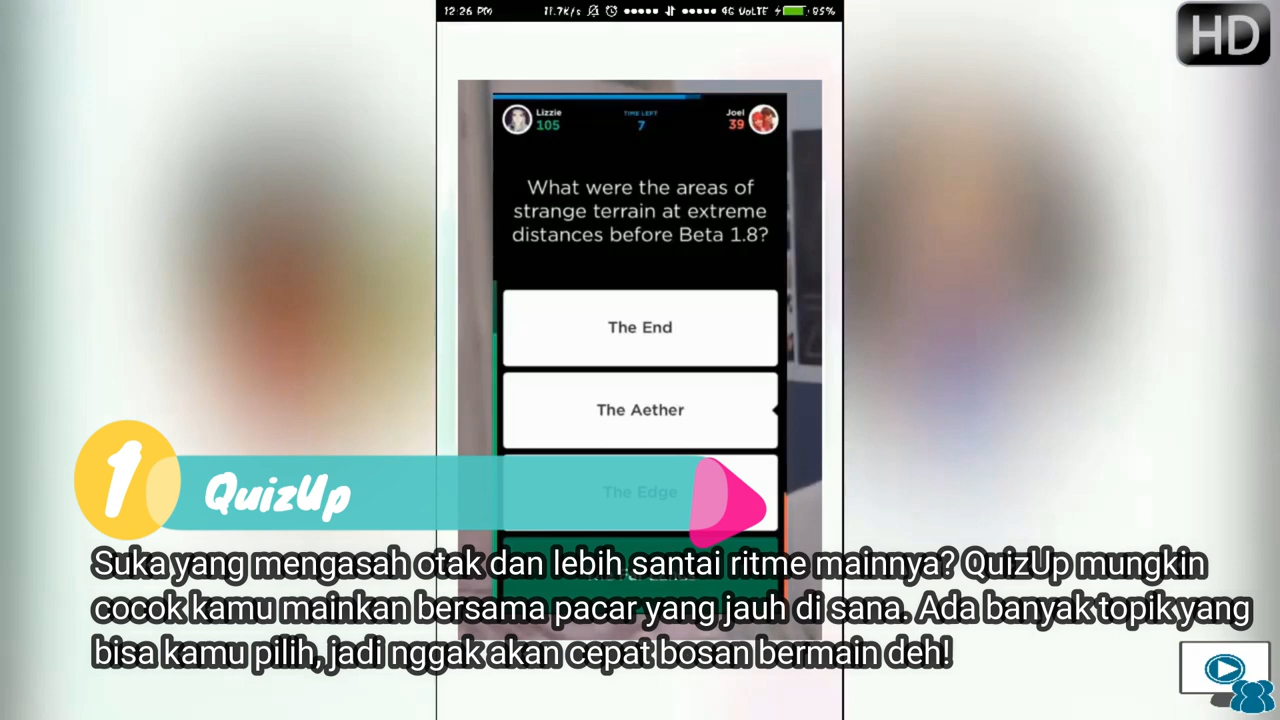 12:26 PM 11.7K/s 4G VoLTE 85%
HD
Lizzie
105
TIME LEFT
7
Joel
39
What were the areas of
strange terrain at extreme
distances before Beta 1.8?
The End
The Aether
The Edge
1 QuizUp
Suka yang mengasah otak dan lebih santai ritme mainnya? QuizUp mungkin
cocok kamu mainkan bersama pacar yang jauh di sana. Ada banyak topik yang
bisa kamu pilih, jadi nggak akan cepat bosan bermain deh!